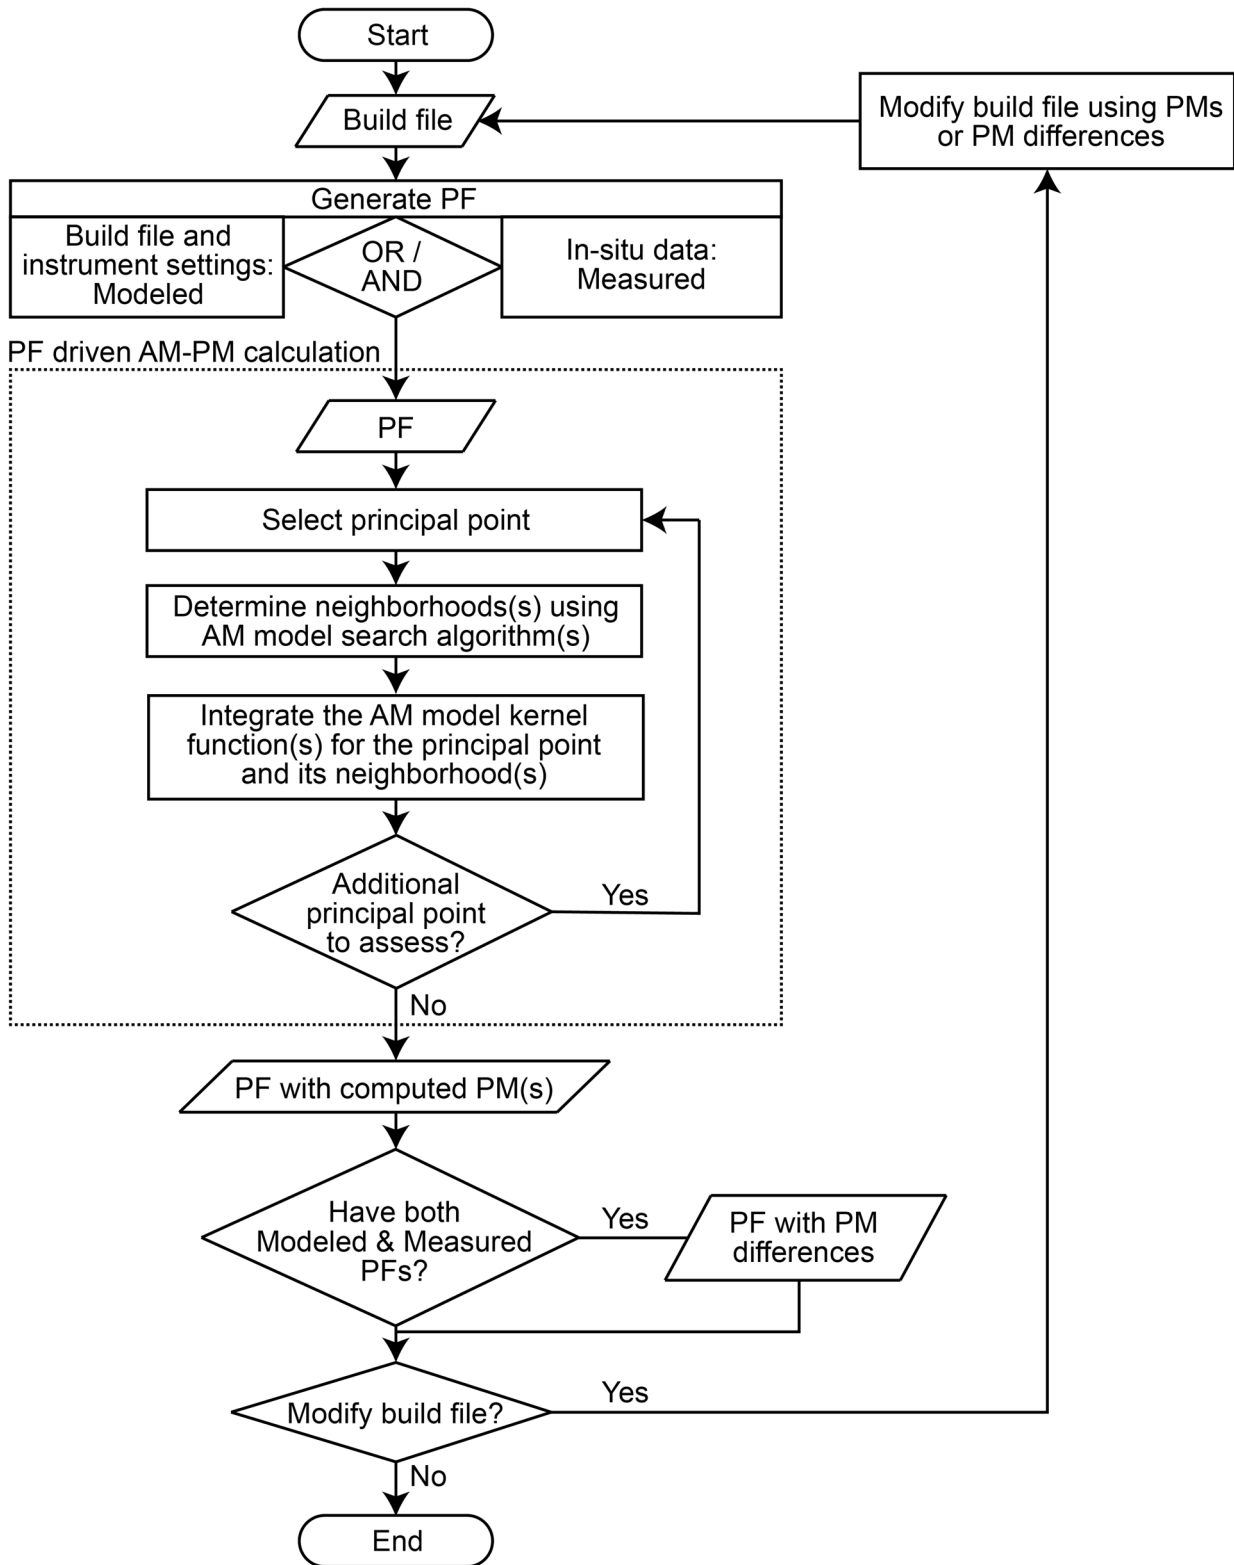 Start
Build file
Modify build file using PMs
or PM differences
Generate PF
Build file and
instrument settings:
Modeled
OR /
AND
In-situ data:
Measured
PF driven AM-PM calculation
PF
Select principal point
Determine neighborhoods(s) using
AM model search algorithm(s)
Integrate the AM model kernel
function(s) for the principal point
and its neighborhood(s)
Additional
principal point
to assess?
Yes
No
PF with computed PM(s)
Have both
Modeled & Measured
PFs?
Yes
PF with PM
differences
Modify build file?
Yes
No
End